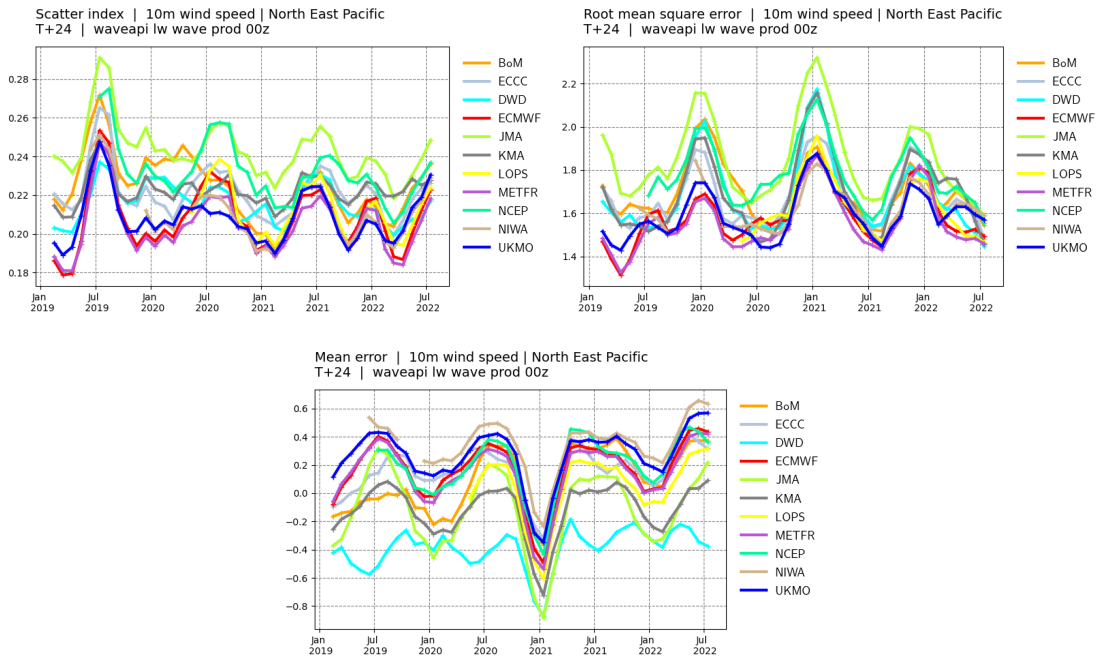 Scatter index | 10m wind speed | North East Pacific
T+24 | waveapi lw wave prod 00z
0.28
0.26
0.24
0.22
0.20
0.18
Jan 2019
Jul
Jan 2020
Jul
Jan 2021
Jul
Jan 2022
Jul 2022
BoM
ECCC
DWD
ECMWF
JMA
KMA
LOPS
METFR
NCEP
NIWA
UKMO
Root mean square error | 10m wind speed | North East Pacific
T+24 | waveapi lw wave prod 00z
2.2
2.0
1.8
1.6
1.4
Jan 2019
Jul 2019
Jan 2020
Jul 2020
Jan 2021
Jul 2021
Jan 2022
Jul 2022
BoM
ECCC
DWD
ECMWF
JMA
KMA
LOPS
METFR
NCEP
NIWA
UKMO
Mean error | 10m wind speed | North East Pacific
T+24 | waveapi lw wave prod 00z
0.6
0.4
0.2
0.0
−0.2
−0.4
−0.6
−0.8
Jan 2019
Jul 2019
Jan 2020
Jul 2020
Jan 2021
Jul 2021
Jan 2022
Jul 2022
BoM
ECCC
DWD
ECMWF
JMA
KMA
LOPS
METFR
NCEP
NIWA
UKMO